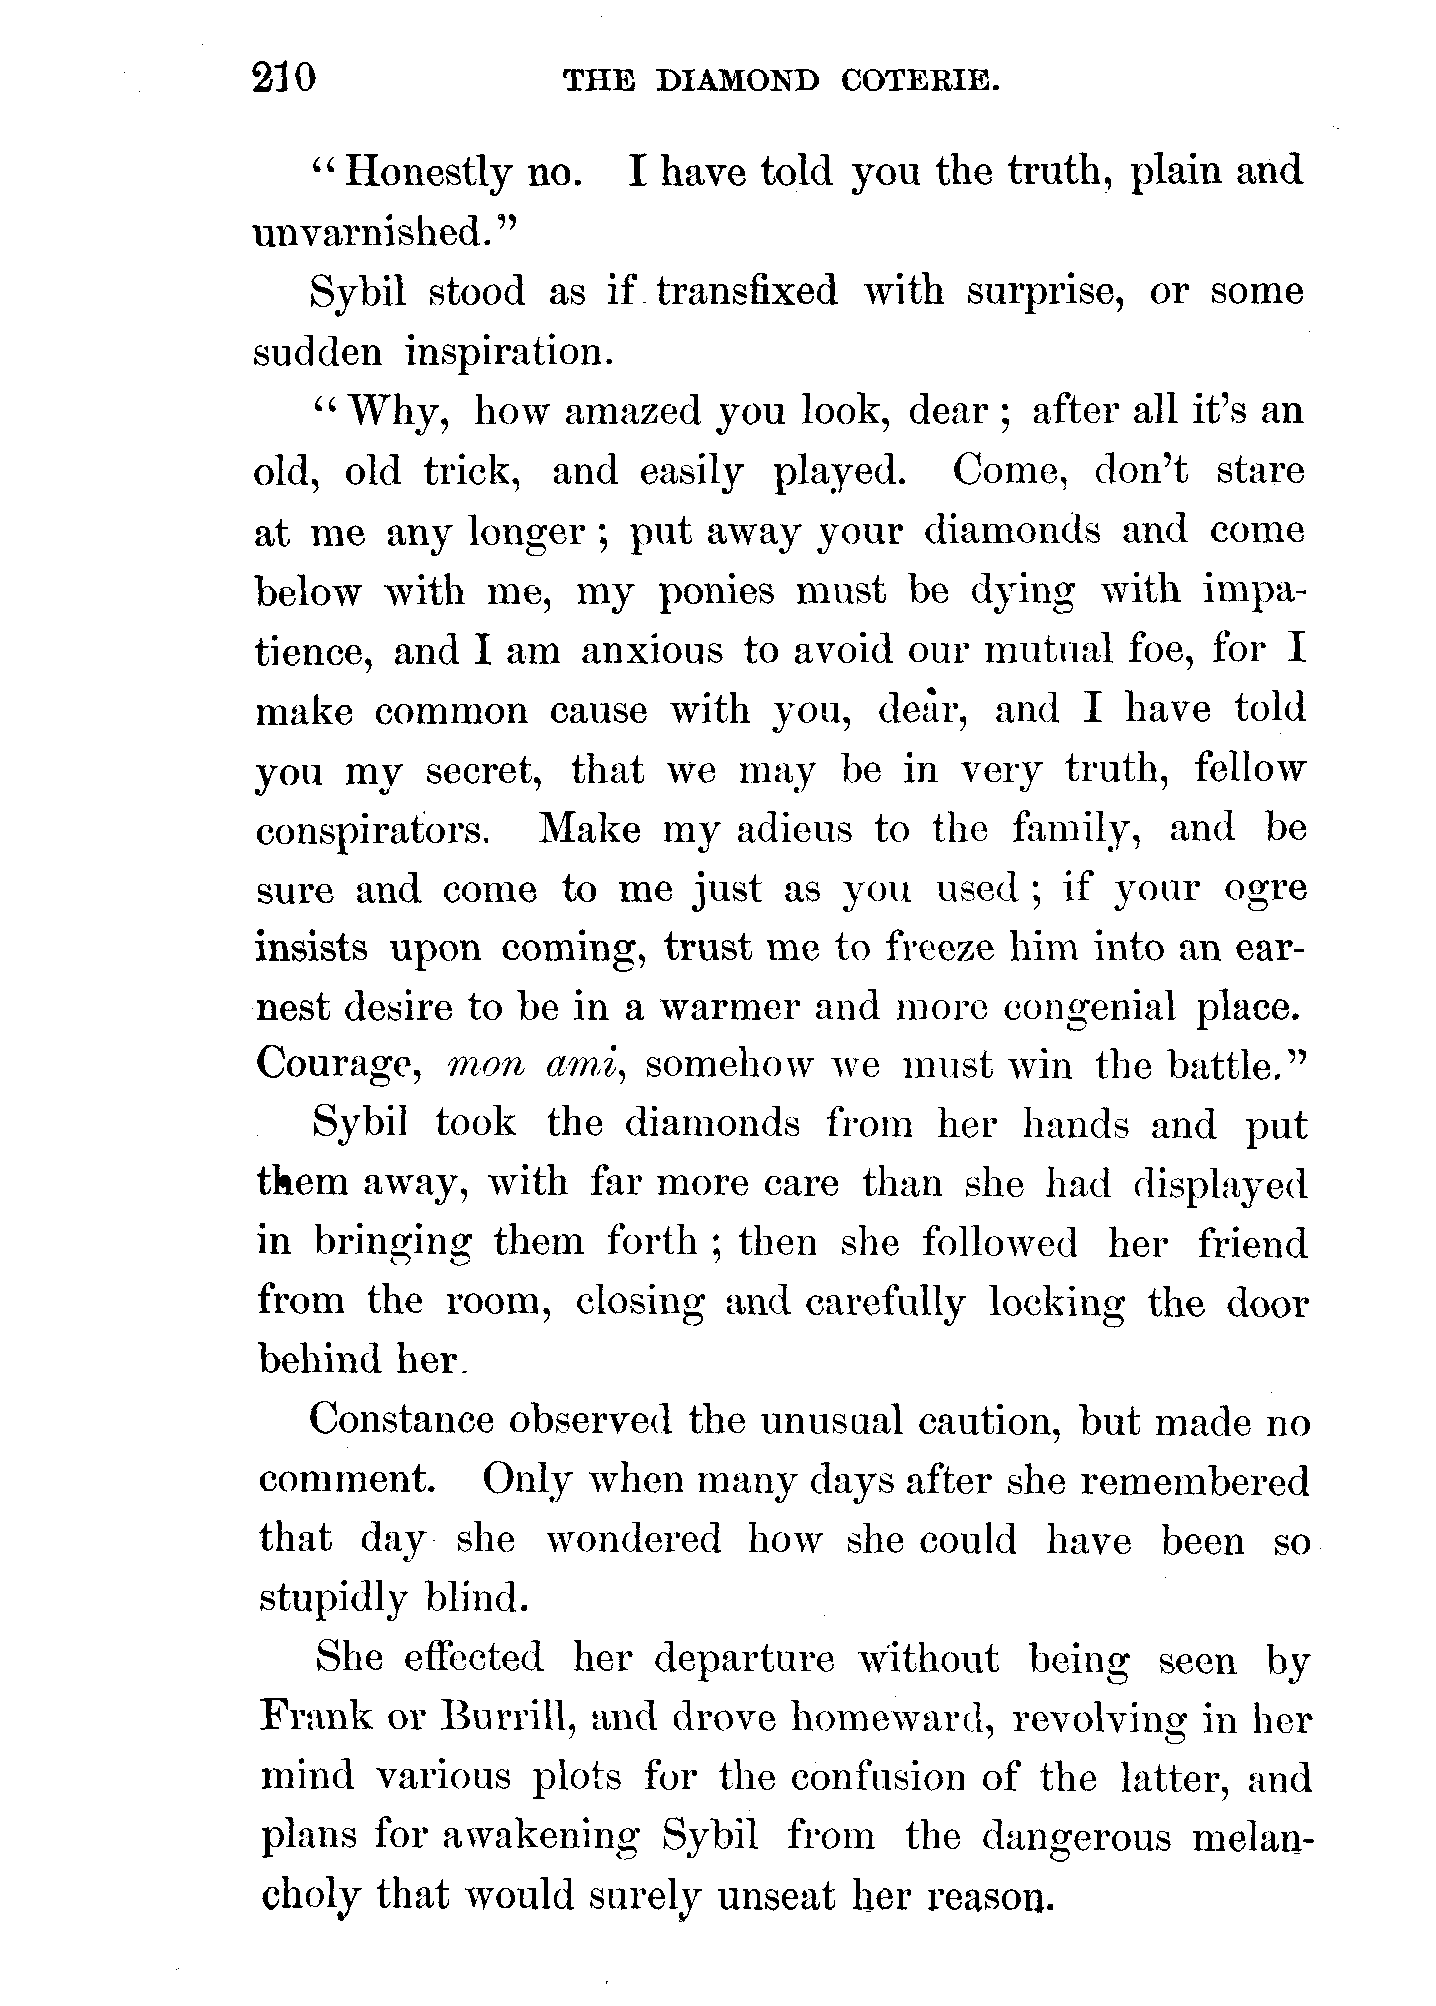 210 THE DIAMOND COTERIE.
“Honestly no. I have told you the truth, plain and
unvarnished.”
Sybil stood as if transfixed with surprise, or some
sudden inspiration.
“Why, how amazed you look, dear; after all it’s an
old, old trick, and easily played. Come, don’t stare
at me any longer; put away your diamonds and come
below with me, my ponies must be dying with impa-
tience, and I am anxious to avoid our mutual foe, for I
make common cause with you, dear, and I have told
you my secret, that we may be in very truth, fellow
conspirators. Make my adieus to the family, and be
sure and come to me just as you used; if your ogre
insists upon coming, trust me to freeze him into an ear-
nest desire to be in a warmer and more congenial place.
Courage, mon ami, somehow we must win the battle.”
Sybil took the diamonds from her hands and put
them away, with far more care than she had displayed
in bringing them forth; then she followed her friend
from the room, closing and carefully locking the door
behind her.
Constance observed the unusual caution, but made no
comment. Only when many days after she remembered
that day she wondered how she could have been so
stupidly blind.
She effected her departure without being seen by
Frank or Burrill, and drove homeward, revolving in her
mind various plots for the confusion of the latter, and
plans for awakening Sybil from the dangerous melan-
choly that would surely unseat her reason.